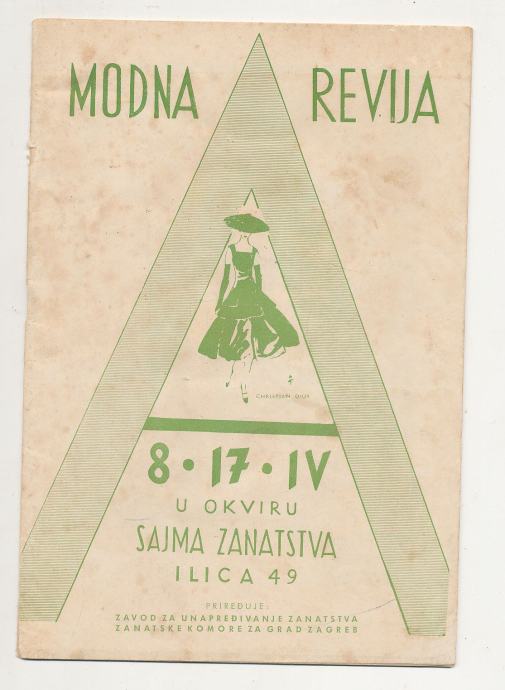 MODNA REVIJA
CHRISTIAN DIOR
8 • 17 • IV
U OKVIRU
SAJMA ZANATSTVA
ILICA 49
PRIREĐUJE:
ZAVOD ZA UNAPREĐIVANJE ZANATSTVA
ZANATSKE KOMORE ZA GRAD ZAGREB